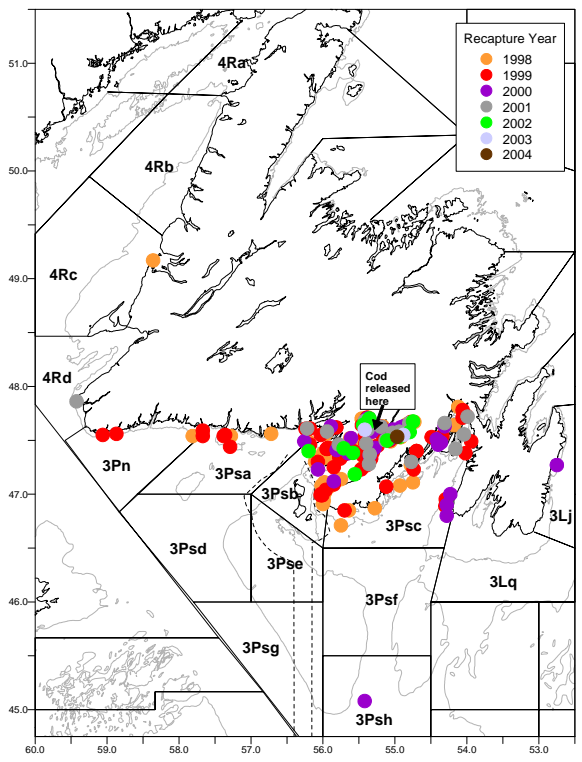 51.0
50.0
49.0
48.0
47.0
46.0
45.0
60.0
59.0
58.0
57.0
56.0
55.0
54.0
53.0
Recapture Year
1998
1999
2000
2001
2002
2003
2004
4Ra
4Rb
4Rc
4Rd
Cod
released
here
3Pn
3Psa
3Psb
3Psc
3Lj
3Psd
3Pse
3Lq
3Psf
3Psg
3Psh